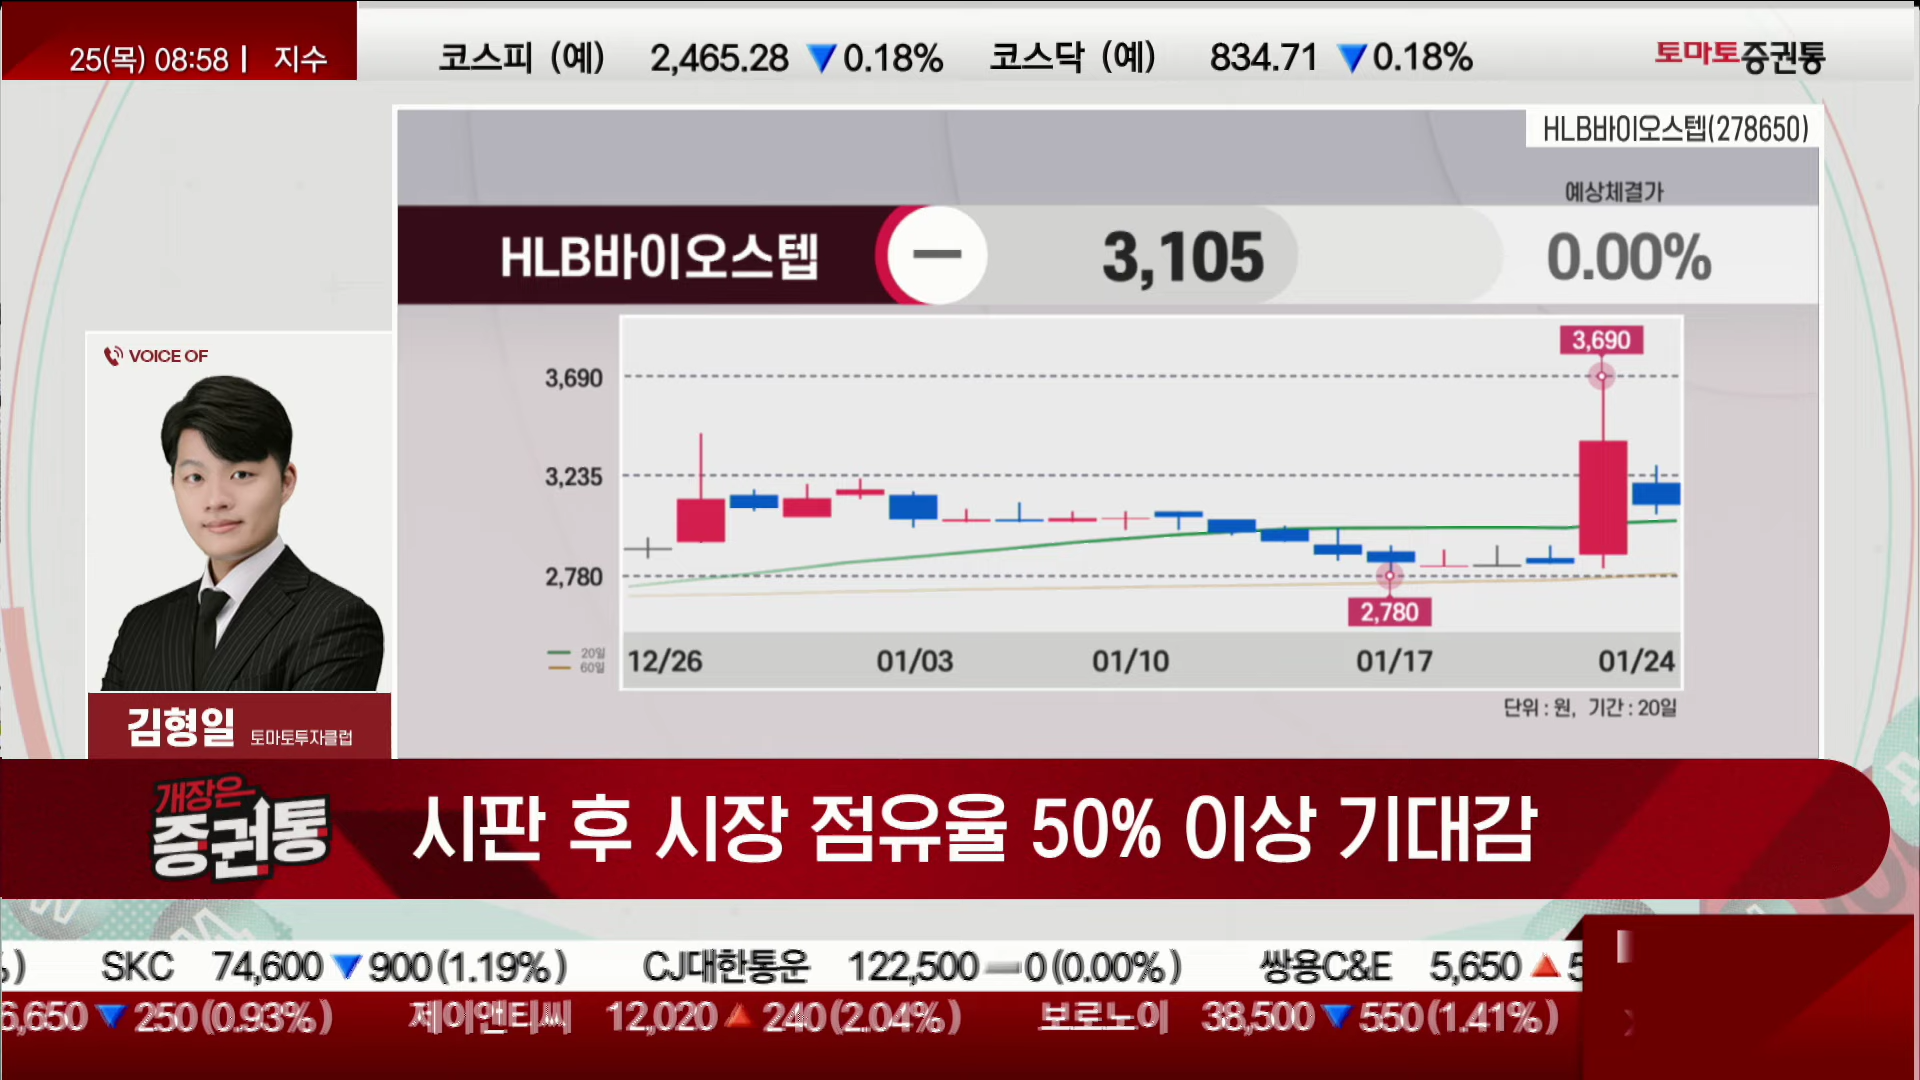 25(목) 08:58 | 지수
코스피 (예) 2,465.28 ▼0.18% 코스닥 (예) 834.71 ▼0.18%
토마토증권통
HLB바이오스텝(278650)
예상체결가
HLB바이오스텝 3,105 0.00%
VOICE OF
3,690
3,690
3,235
2,780
2,780
20일
60일
12/26 01/03 01/10 01/17 01/24
단위 : 원, 기간 : 20일
김형일 토마토투자클럽
개장은
증권통
시판 후 시장 점유율 50% 이상 기대감
%) SKC 74,600 ▼900(1.19%) CJ대한통운 122,500 0(0.00%) 쌍용C&E 5,650 ▲5
6,650 ▼250(0.93%) 제이앤티씨 12,020 ▲240(2.04%) 보로노이 38,500 ▼550(1.41%)